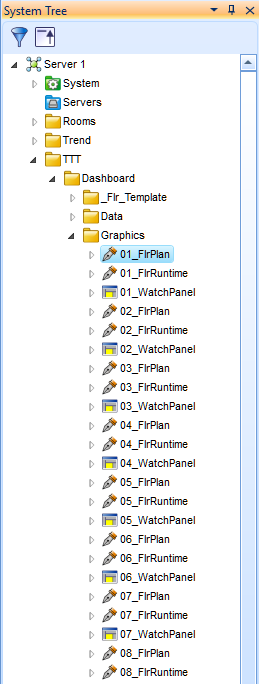 System Tree
Server 1
System
Servers
Rooms
Trend
TTT
Dashboard
_Flr_Template
Data
Graphics
01_FlrPlan
01_FlrRuntime
01_WatchPanel
02_FlrPlan
02_FlrRuntime
02_WatchPanel
03_FlrPlan
03_FlrRuntime
03_WatchPanel
04_FlrPlan
04_FlrRuntime
04_WatchPanel
05_FlrPlan
05_FlrRuntime
05_WatchPanel
06_FlrPlan
06_FlrRuntime
06_WatchPanel
07_FlrPlan
07_FlrRuntime
07_WatchPanel
08_FlrPlan
08_FlrRuntime